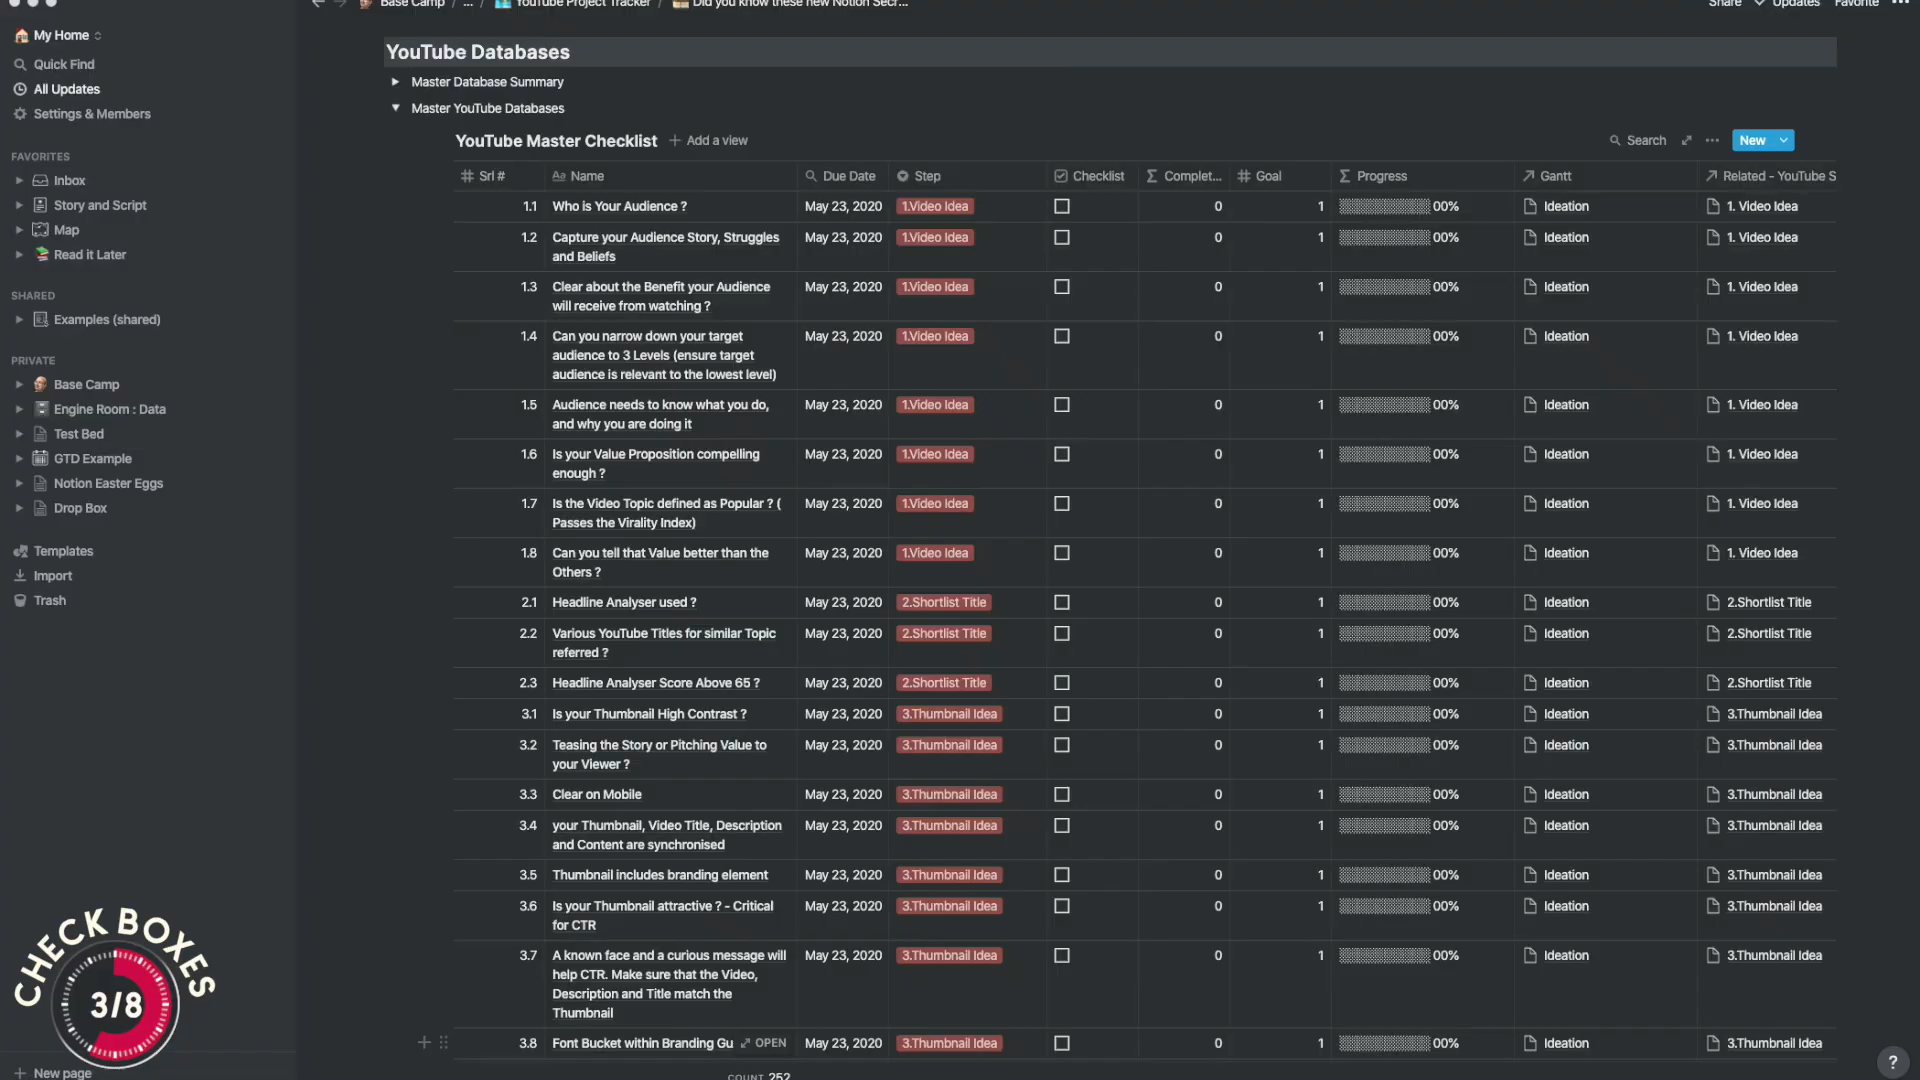 Base Camp / ... / YouTube Project Tracker / Did you know these new Notion Secr...
Share Updates Favorite
My Home
Quick Find
All Updates
Settings & Members
FAVORITES
Inbox
Story and Script
Map
Read it Later
SHARED
Examples (shared)
PRIVATE
Base Camp
Engine Room : Data
Test Bed
GTD Example
Notion Easter Eggs
Drop Box
Templates
Import
Trash
CHECK BOXES
3/8
New page
YouTube Databases
Master Database Summary
Master YouTube Databases
YouTube Master Checklist + Add a view Search ... New
# Srl # Aa Name Due Date Step Checklist Σ Complet... # Goal Σ Progress Gantt Related - YouTube S
1.1 Who is Your Audience ? May 23, 2020 1.Video Idea 0 1 00% Ideation 1. Video Idea
1.2 Capture your Audience Story, Struggles May 23, 2020 1.Video Idea 0 1 00% Ideation 1. Video Idea
and Beliefs
1.3 Clear about the Benefit your Audience May 23, 2020 1.Video Idea 0 1 00% Ideation 1. Video Idea
will receive from watching ?
1.4 Can you narrow down your target May 23, 2020 1.Video Idea 0 1 00% Ideation 1. Video Idea
audience to 3 Levels (ensure target
audience is relevant to the lowest level)
1.5 Audience needs to know what you do, May 23, 2020 1.Video Idea 0 1 00% Ideation 1. Video Idea
and why you are doing it
1.6 Is your Value Proposition compelling May 23, 2020 1.Video Idea 0 1 00% Ideation 1. Video Idea
enough ?
1.7 Is the Video Topic defined as Popular ? ( May 23, 2020 1.Video Idea 0 1 00% Ideation 1. Video Idea
Passes the Virality Index)
1.8 Can you tell that Value better than the May 23, 2020 1.Video Idea 0 1 00% Ideation 1. Video Idea
Others ?
2.1 Headline Analyser used ? May 23, 2020 2.Shortlist Title 0 1 00% Ideation 2.Shortlist Title
2.2 Various YouTube Titles for similar Topic May 23, 2020 2.Shortlist Title 0 1 00% Ideation 2.Shortlist Title
referred ?
2.3 Headline Analyser Score Above 65 ? May 23, 2020 2.Shortlist Title 0 1 00% Ideation 2.Shortlist Title
3.1 Is your Thumbnail High Contrast ? May 23, 2020 3.Thumbnail Idea 0 1 00% Ideation 3.Thumbnail Idea
3.2 Teasing the Story or Pitching Value to May 23, 2020 3.Thumbnail Idea 0 1 00% Ideation 3.Thumbnail Idea
your Viewer ?
3.3 Clear on Mobile May 23, 2020 3.Thumbnail Idea 0 1 00% Ideation 3.Thumbnail Idea
3.4 your Thumbnail, Video Title, Description May 23, 2020 3.Thumbnail Idea 0 1 00% Ideation 3.Thumbnail Idea
and Content are synchronised
3.5 Thumbnail includes branding element May 23, 2020 3.Thumbnail Idea 0 1 00% Ideation 3.Thumbnail Idea
3.6 Is your Thumbnail attractive ? - Critical May 23, 2020 3.Thumbnail Idea 0 1 00% Ideation 3.Thumbnail Idea
for CTR
3.7 A known face and a curious message will May 23, 2020 3.Thumbnail Idea 0 1 00% Ideation 3.Thumbnail Idea
help CTR. Make sure that the Video,
Description and Title match the
Thumbnail
3.8 Font Bucket within Branding Gu OPEN May 23, 2020 3.Thumbnail Idea 0 1 00% Ideation 3.Thumbnail Idea
COUNT 252
?